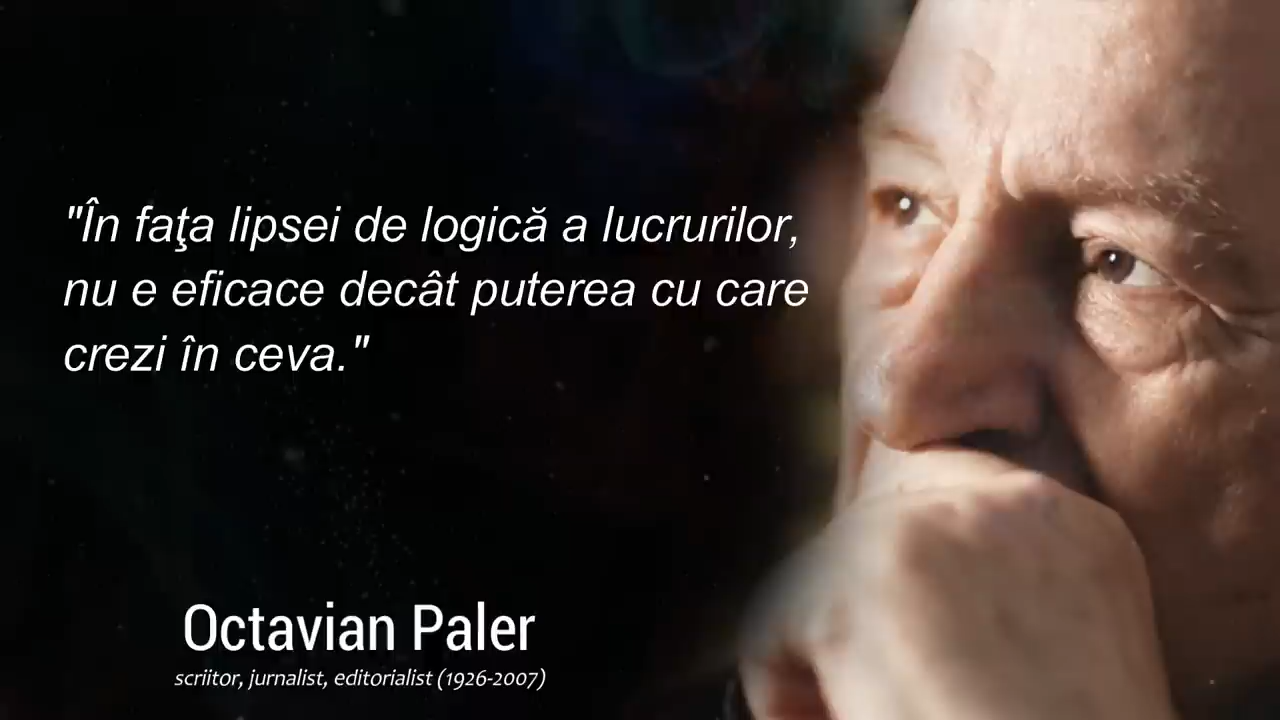 "În faţa lipsei de logică a lucrurilor,
nu e eficace decât puterea cu care
crezi în ceva."
Octavian Paler
scriitor, jurnalist, editorialist (1926-2007)